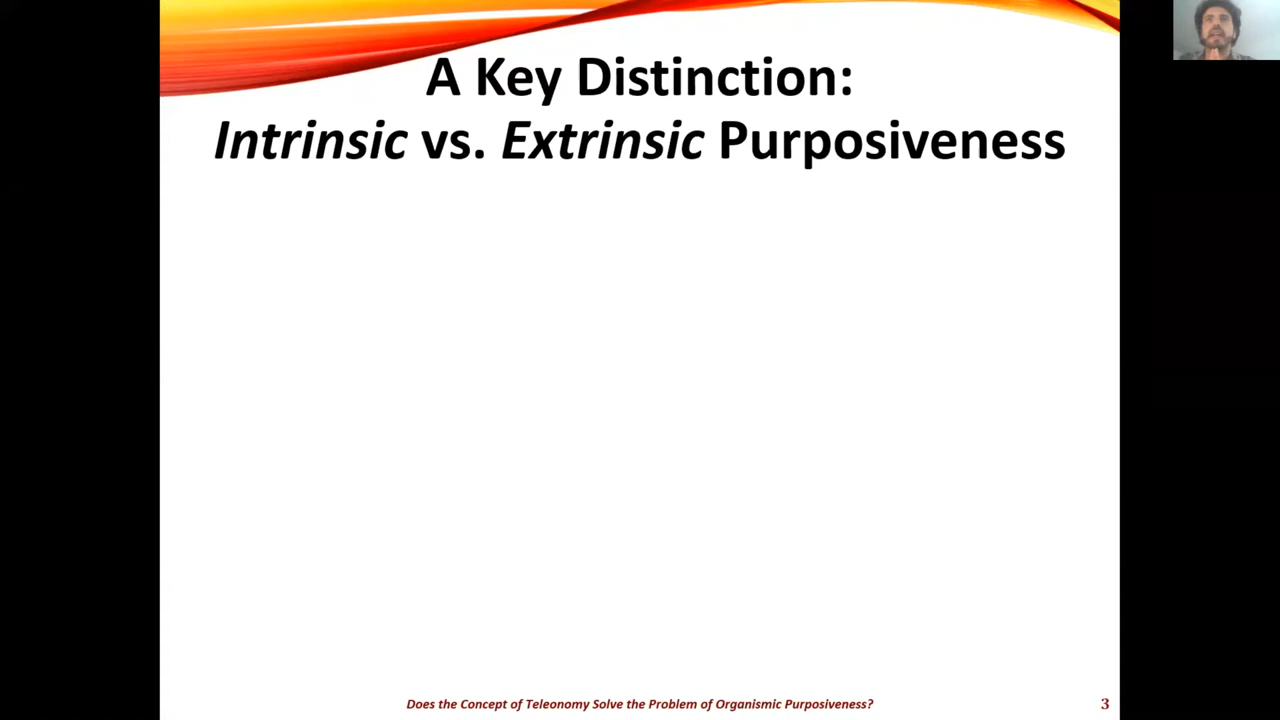 A Key Distinction:
Intrinsic vs. Extrinsic Purposiveness
Does the Concept of Teleonomy Solve the Problem of Organismic Purposiveness?
3